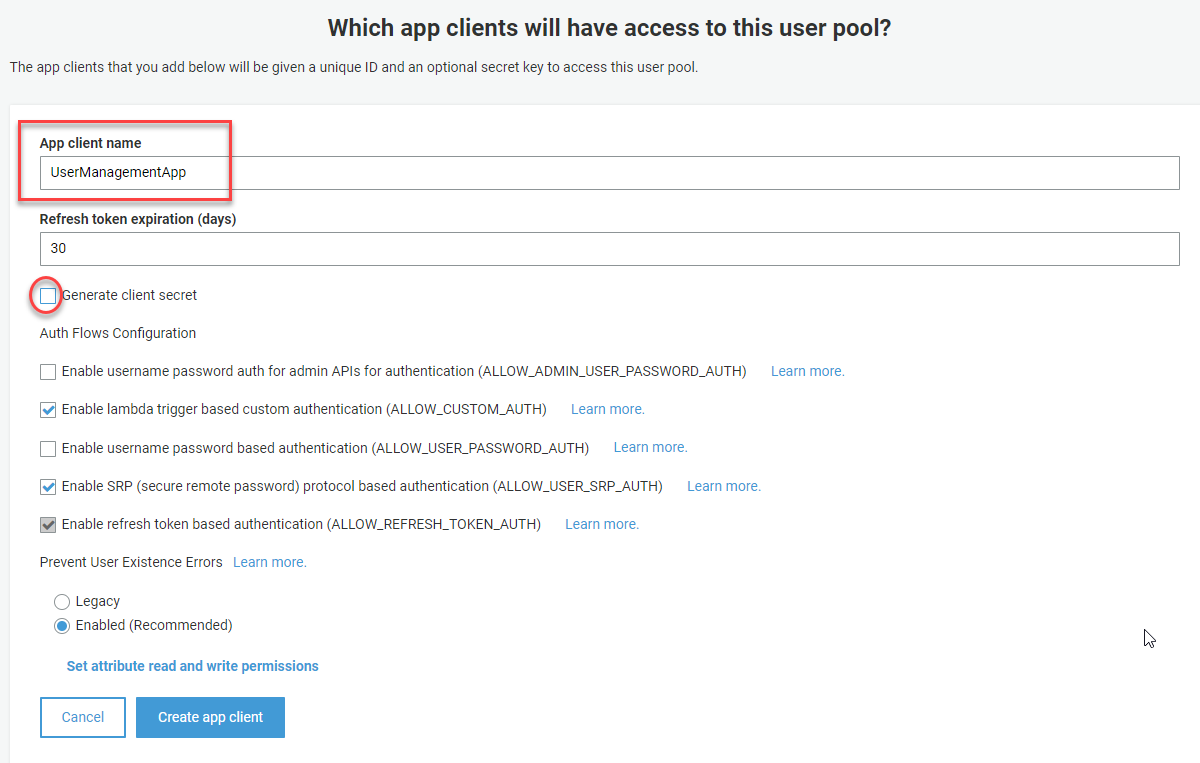 Which app clients will have access to this user pool?
The app clients that you add below will be given a unique ID and an optional secret key to access this user pool.
App client name
UserManagementApp
Refresh token expiration (days)
30
Generate client secret
Auth Flows Configuration
Enable username password auth for admin APIs for authentication (ALLOW_ADMIN_USER_PASSWORD_AUTH) Learn more.
Enable lambda trigger based custom authentication (ALLOW_CUSTOM_AUTH) Learn more.
Enable username password based authentication (ALLOW_USER_PASSWORD_AUTH) Learn more.
Enable SRP (secure remote password) protocol based authentication (ALLOW_USER_SRP_AUTH) Learn more.
Enable refresh token based authentication (ALLOW_REFRESH_TOKEN_AUTH) Learn more.
Prevent User Existence Errors Learn more.
Legacy
Enabled (Recommended)
Set attribute read and write permissions
Cancel Create app client